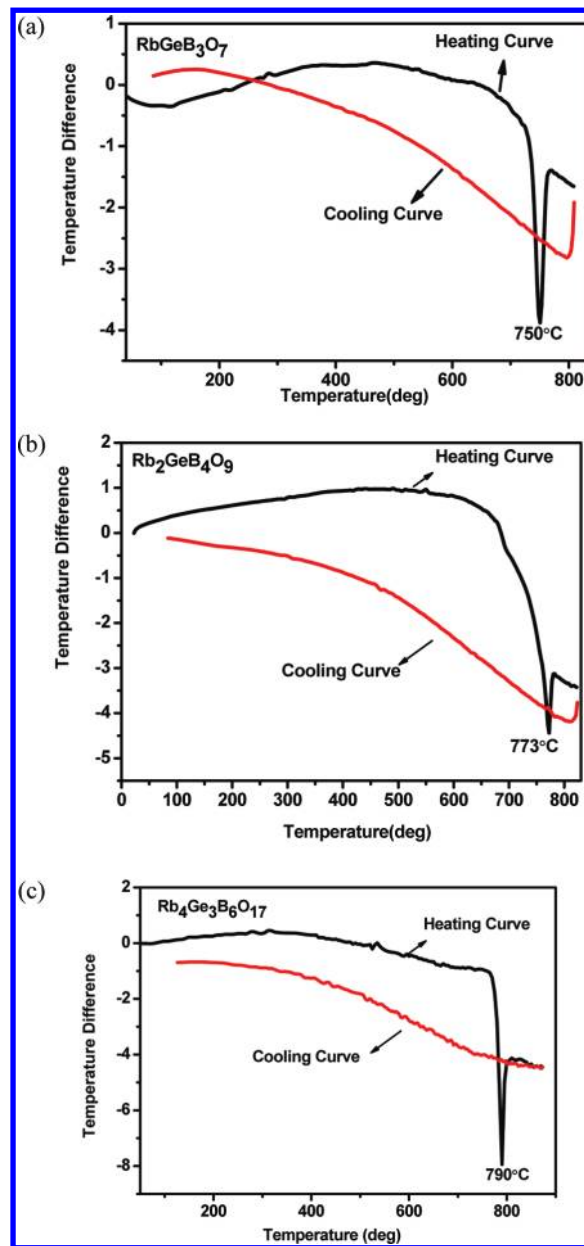 (a)
RbGeB₃O₇
Heating Curve
Cooling Curve
750°C
Temperature Difference
1
0
-1
-2
-3
-4
200
400
600
800
Temperature(deg)
(b)
Rb₂GeB₄O₉
Heating Curve
Cooling Curve
773°C
Temperature Difference
2
1
0
-1
-2
-3
-4
-5
0
100
200
300
400
500
600
700
800
Temperature(deg)
(c)
Rb₄Ge₃B₆O₁₇
Heating Curve
Cooling Curve
790°C
Temperature Difference
2
0
-2
-4
-6
-8
200
400
600
800
Temperature (deg)